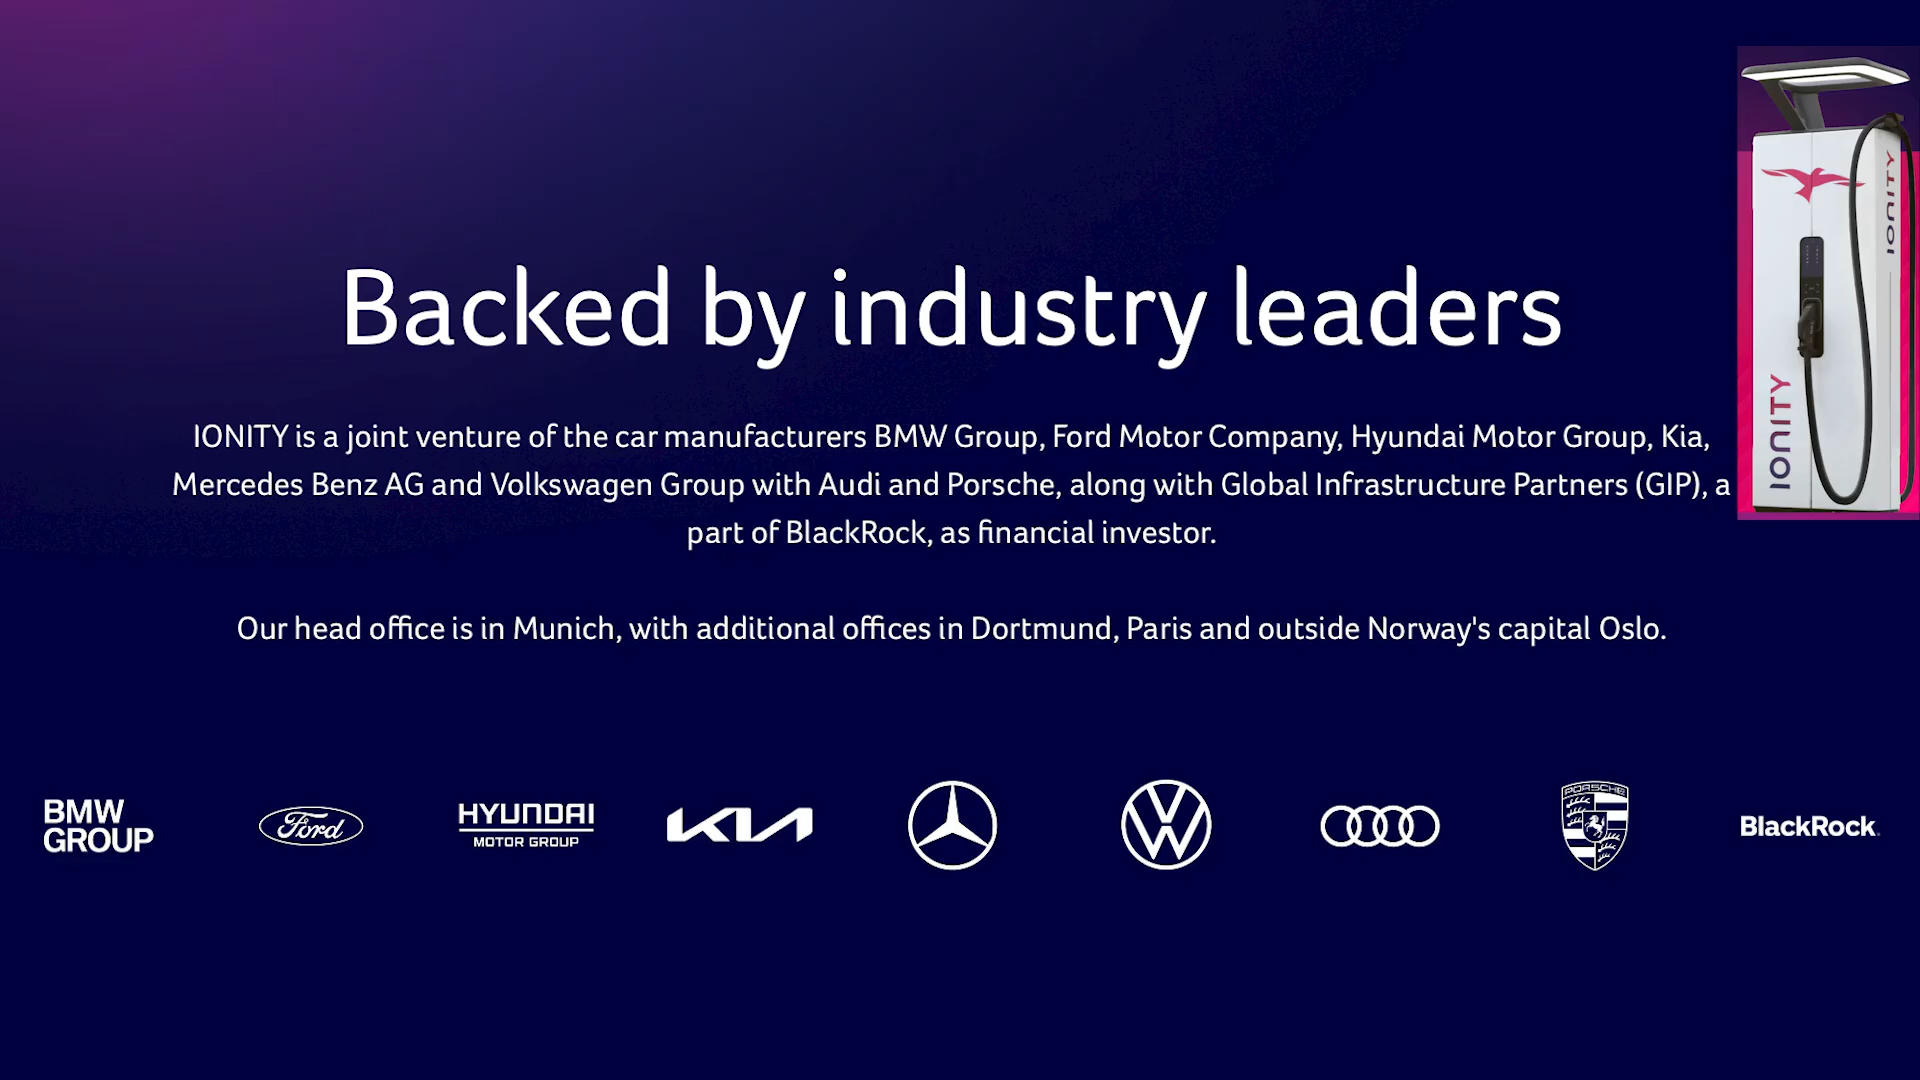 Backed by industry leaders
IONITY is a joint venture of the car manufacturers BMW Group, Ford Motor Company, Hyundai Motor Group, Kia,
Mercedes Benz AG and Volkswagen Group with Audi and Porsche, along with Global Infrastructure Partners (GIP), a
part of BlackRock, as financial investor.
Our head office is in Munich, with additional offices in Dortmund, Paris and outside Norway's capital Oslo.
IONITY
IONITY
BMW
GROUP
Ford
HYUNDAI
MOTOR GROUP
KIA
PORSCHE
BlackRock.